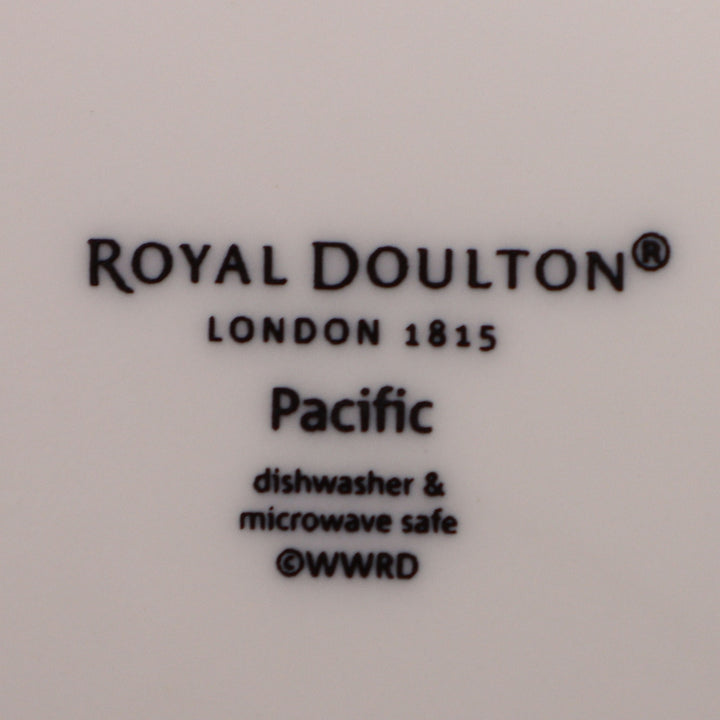 ROYAL DOULTON®
LONDON 1815
Pacific
dishwasher &
microwave safe
©WWRD